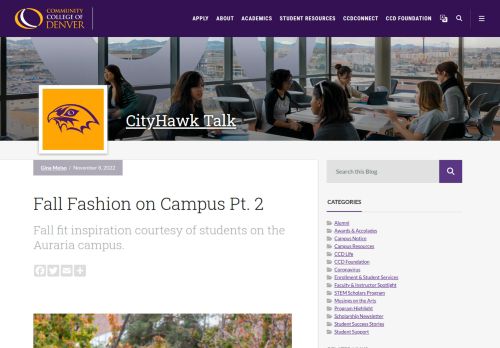 COMMUNITY
COLLEGE OF
DENVER
APPLY ABOUT ACADEMICS STUDENT RESOURCES CCDCONNECT CCD FOUNDATION
CityHawk Talk
Gina Meiso / November 8, 2022
Search this Blog
Fall Fashion on Campus Pt. 2
Fall fit inspiration courtesy of students on the
Auraria campus.
CATEGORIES
Alumni
Awards & Accolades
Campus Notice
Campus Resources
CCD Life
CCD Foundation
Coronavirus
Enrollment & Student Services
Faculty & Instructor Spotlight
STEM Scholars Program
Musings on the Arts
Program Highlight
Scholarship Newsletter
Student Success Stories
Student Support